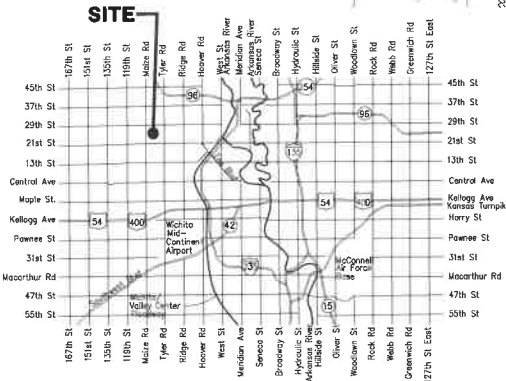 SITE
167th St
151st St
135th St
119th St
Maize Rd
Tyler Rd
Ridge Rd
Hoover Rd
West St
Arkansas River
Meridian Ave
Arkansas River
Seneca St
Broadway St
Hydraulic St
Hillside St
Oliver St
Woodlawn St
Rock Rd
Webb Rd
Greenwich Rd
127th St East
45th St
37th St
29th St
21st St
13th St
Central Ave
Maple St
Kellogg Ave
Pawnee St
31st St
Macarthur Rd
47th St
55th St
96
54
96
135
54
400
54
400
42
15
Wichita
Mid-
Continent
Airport
McConnell
Air Force
Base
Southwest Blvd
Wichita/
Valley Center
Floodway
45th St
37th St
29th St
21st St
13th St
Central Ave
Kellogg Ave
Kansas Turnpik
Harry St
Pawnee St
31st St
Macarthur Rd
47th St
55th St
167th St
151st St
135th St
119th St
Maize Rd
Tyler Rd
Ridge Rd
Hoover Rd
West St
Meridian Ave
Seneca St
Broadway St
Hydraulic St
Arkansas River
Hillside St
Oliver St
Woodlawn St
Rock Rd
Webb Rd
Greenwich Rd
127th St East